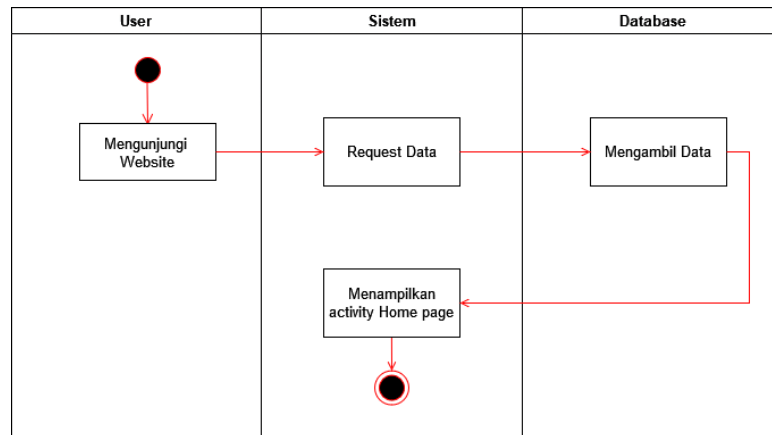 User
Sistem
Database
Mengunjungi
Website
Request Data
Mengambil Data
Menampilkan
activity Home page